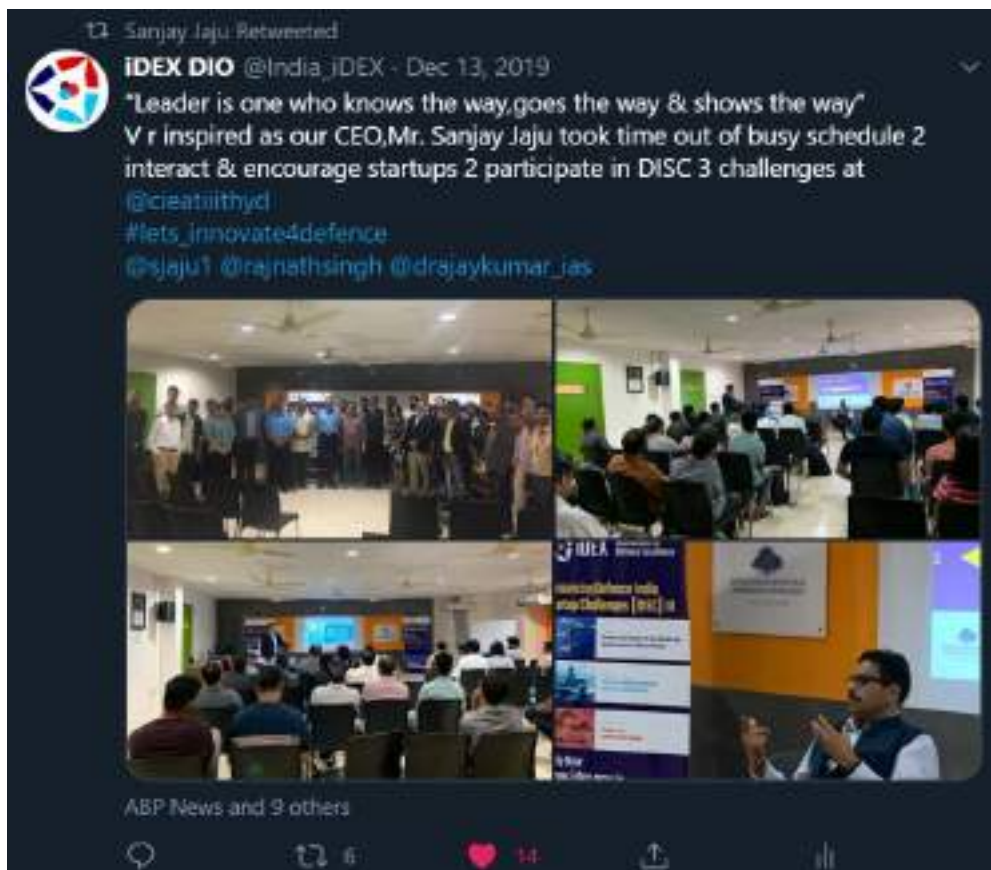 Sanjay Jaju Retweeted
iDEX DIO @India_iDEX - Dec 13, 2019
"Leader is one who knows the way,goes the way & shows the way"
V r inspired as our CEO,Mr. Sanjay Jaju took time out of busy schedule 2
interact & encourage startups 2 participate in DISC 3 challenges at
@cieatiiithyd
#lets_innovate4defence
@sjaju1 @rajnathsingh @drajaykumar_ias
iDEX
ABP News and 9 others
6 14